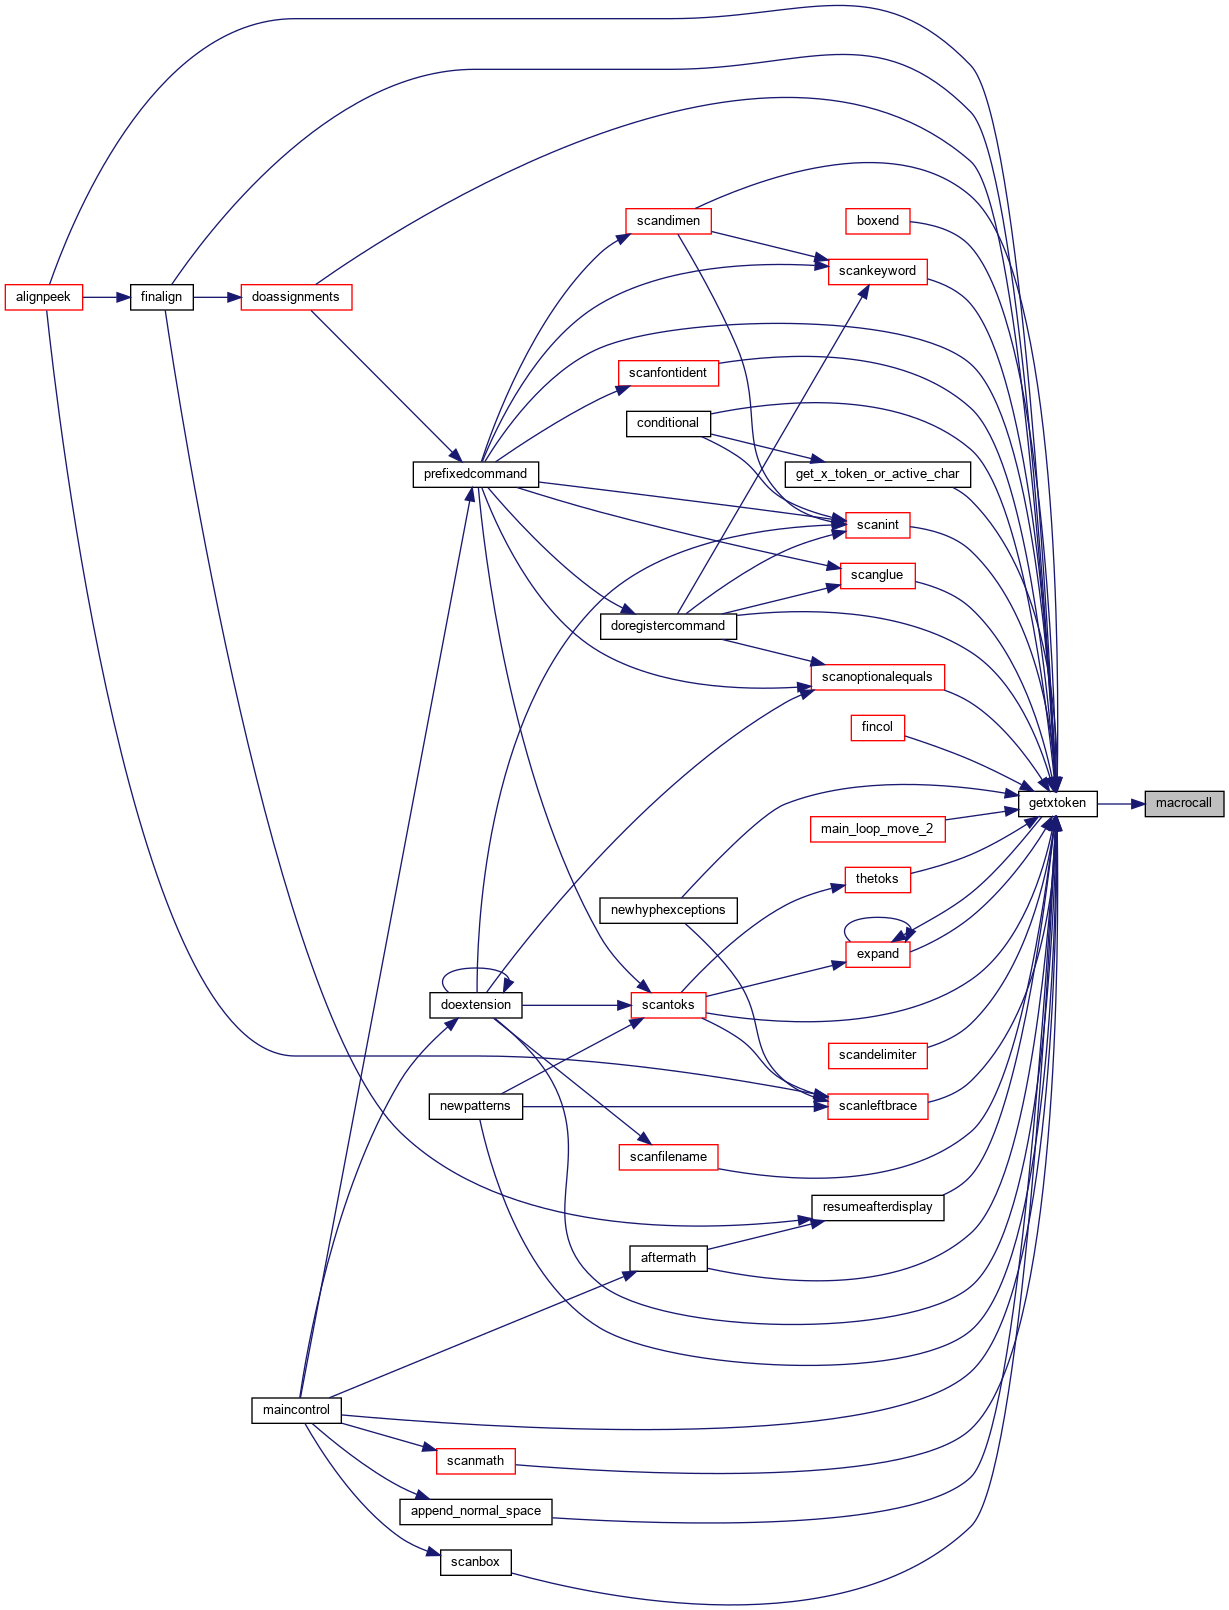 scandimen
boxend
scankeyword
alignpeek
finalign
doassignments
scanfontident
conditional
prefixedcommand
get_x_token_or_active_char
scanint
scanglue
doregistercommand
scanoptionalequals
fincol
getxtoken
macrocall
main_loop_move_2
thetoks
newhyphexceptions
expand
doextension
scantoks
scandelimiter
newpatterns
scanleftbrace
scanfilename
resumeafterdisplay
aftermath
maincontrol
scanmath
append_normal_space
scanbox